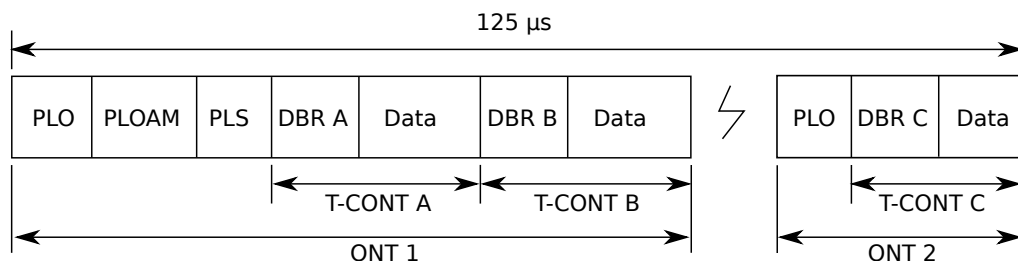 125 µs
PLO PLOAM PLS DBR A Data DBR B Data PLO DBR C Data
T-CONT A T-CONT B T-CONT C
ONT 1 ONT 2